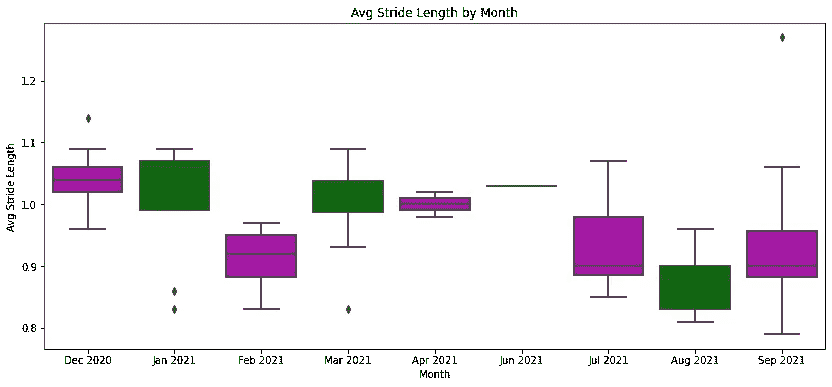 Avg Stride Length by Month
Avg Stride Length
1.2
1.1
1.0
0.9
0.8
Dec 2020 Jan 2021 Feb 2021 Mar 2021 Apr 2021 Jun 2021 Jul 2021 Aug 2021 Sep 2021
Month